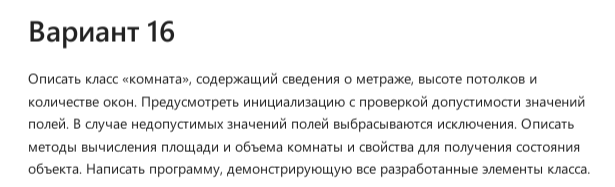 Вариант 16
Описать класс «комната», содержащий сведения о метраже, высоте потолков и
количестве окон. Предусмотреть инициализацию с проверкой допустимости значений
полей. В случае недопустимых значений полей выбрасываются исключения. Описать
методы вычисления площади и объема комнаты и свойства для получения состояния
объекта. Написать программу, демонстрирующую все разработанные элементы класса.